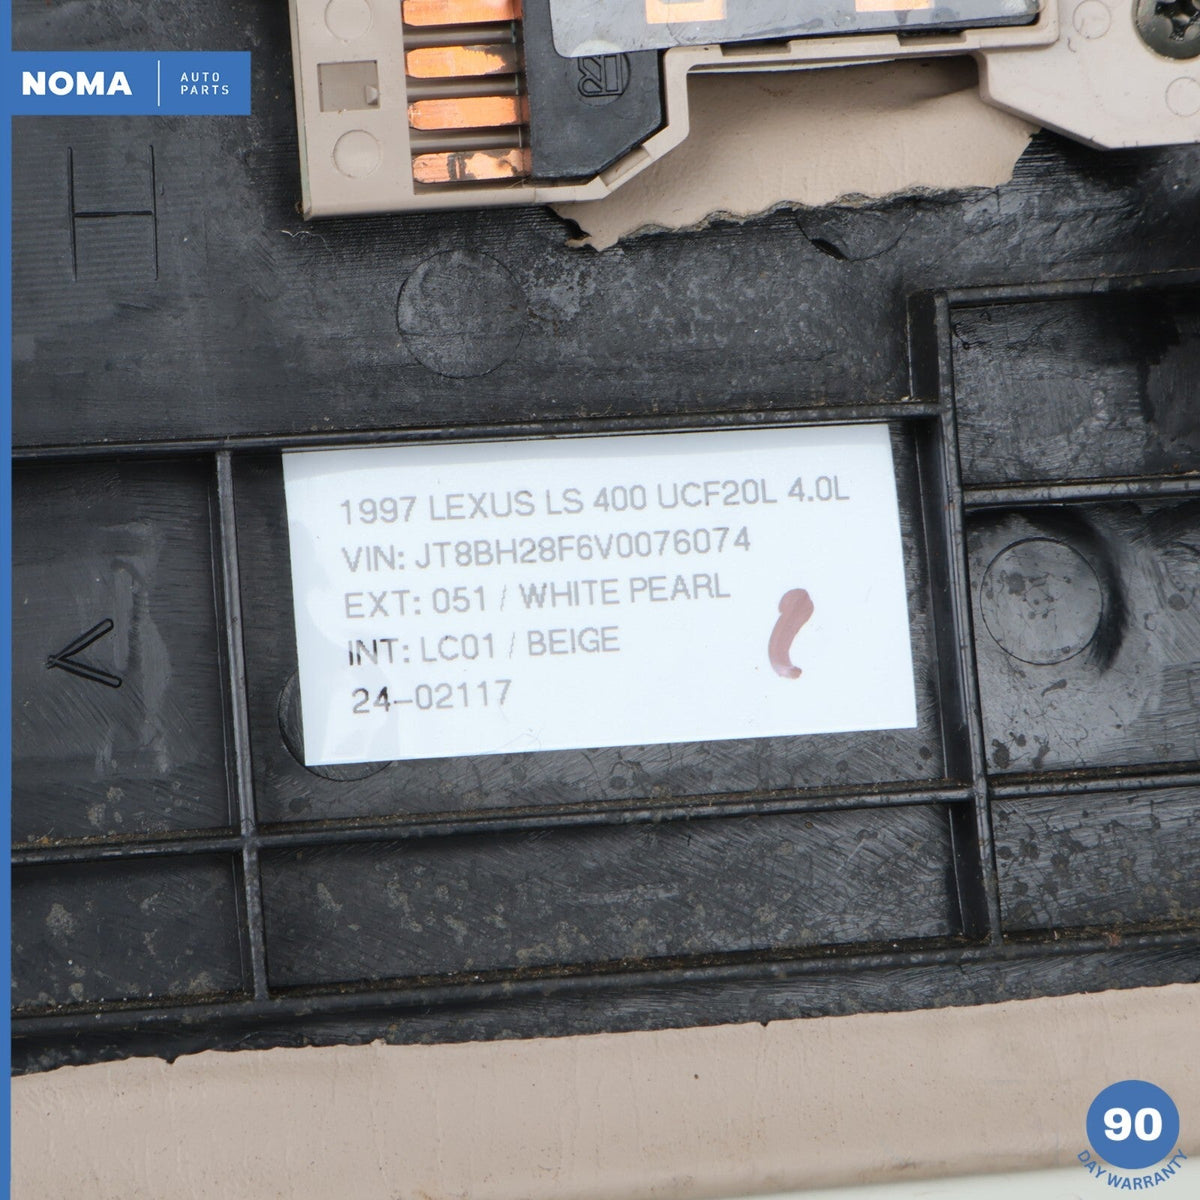 NOMA AUTO PARTS
H
1997 LEXUS LS 400 UCF20L 4.0L
VIN: JT8BH28F6V0076074
EXT: 051 / WHITE PEARL
INT: LC01 / BEIGE
24-02117
90
DAY WARRANTY